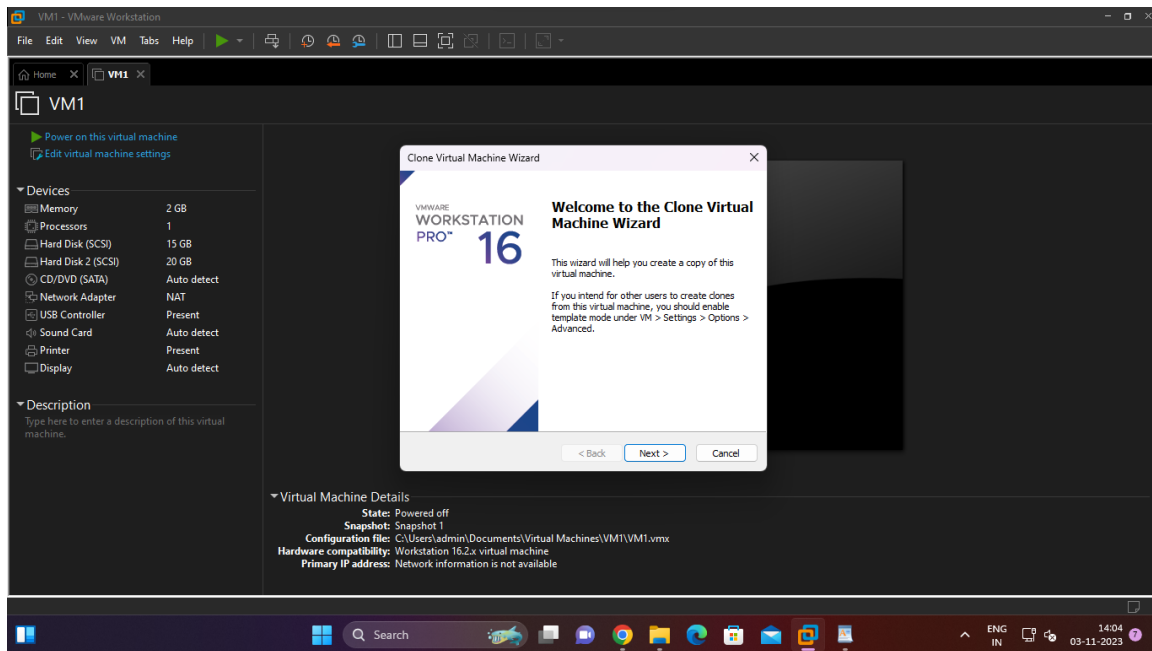 VM1 - VMware Workstation
File Edit View VM Tabs Help
Home VM1
VM1
Power on this virtual machine
Edit virtual machine settings
Devices
Memory 2 GB
Processors 1
Hard Disk (SCSI) 15 GB
Hard Disk 2 (SCSI) 20 GB
CD/DVD (SATA) Auto detect
Network Adapter NAT
USB Controller Present
Sound Card Auto detect
Printer Present
Display Auto detect
Description
Type here to enter a description of this virtual
machine.
Clone Virtual Machine Wizard
VMWARE
WORKSTATION
PRO™ 16
Welcome to the Clone Virtual
Machine Wizard
This wizard will help you create a copy of this
virtual machine.
If you intend for other users to create clones
from this virtual machine, you should enable
template mode under VM > Settings > Options >
Advanced.
< Back Next > Cancel
Virtual Machine Details
State: Powered off
Snapshot: Snapshot 1
Configuration file: C:\Users\admin\Documents\Virtual Machines\VM1\VM1.vmx
Hardware compatibility: Workstation 16.2.x virtual machine
Primary IP address: Network information is not available
Search
ENG
IN
14:04
03-11-2023
7